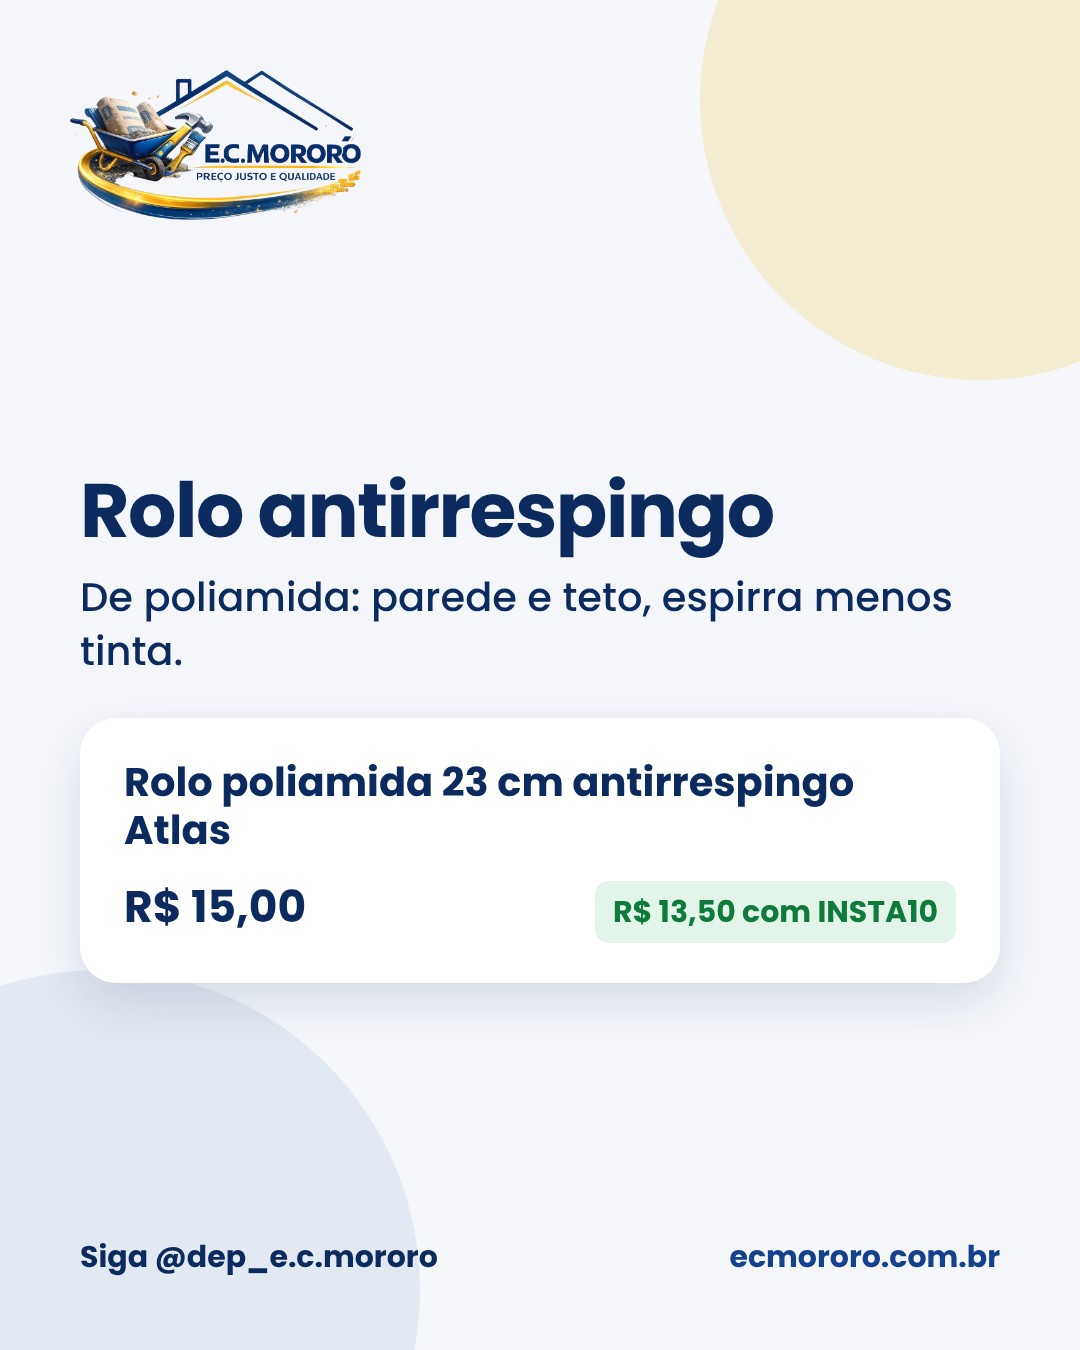 E.C.MORORÓ
PREÇO JUSTO E QUALIDADE
Rolo antirrespingo
De poliamida: parede e teto, espirra menos
tinta.
Rolo poliamida 23 cm antirrespingo
Atlas
R$ 15,00
R$ 13,50 com INSTA10
Siga @dep_e.c.mororo
ecmororo.com.br